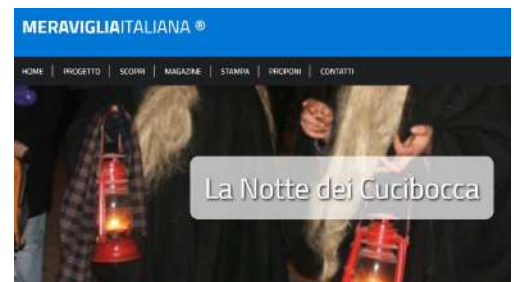 MERAVIGLIAITALIANA ®
HOME | PROGETTO | SCOPRI | MAGAZINE | STAMPA | PROPONI | CONTATTI
La Notte dei Cucibocca